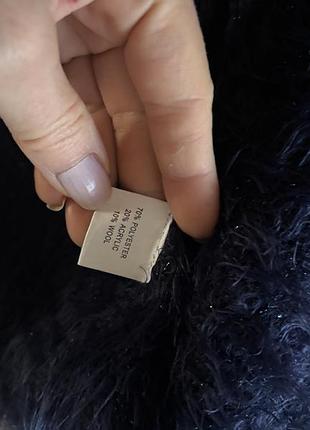 70% POLYESTER
20% ACRYLIC
10% WOOL